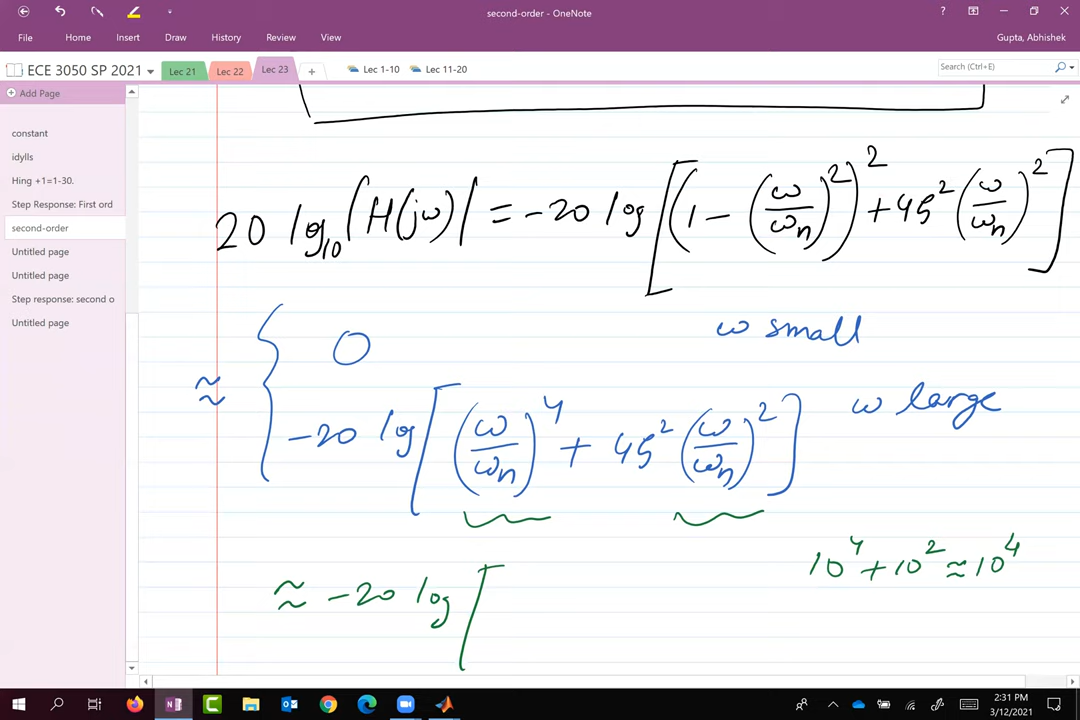 second-order - OneNote
?
File Home Insert Draw History Review View
Gupta, Abhishek
ECE 3050 SP 2021 Lec 21 Lec 22 Lec 23 + Lec 1-10 Lec 11-20
Search (Ctrl+E)
Add Page
constant
idylls
Hing +1=1-30.
Step Response: First ord
second-order
Untitled page
Untitled page
Step response: second o
Untitled page
20 log₁₀ |H(jω)| = -20 log [(1 - (ω/ωn)²)² + 4ζ² (ω/ωn)²]
≈ { 0 ω small
-20 log [(ω/ωn)⁴ + 4ζ² (ω/ωn)²] ω large
10⁴ + 10² ≈ 10⁴
≈ -20 log [
2:31 PM
3/12/2021